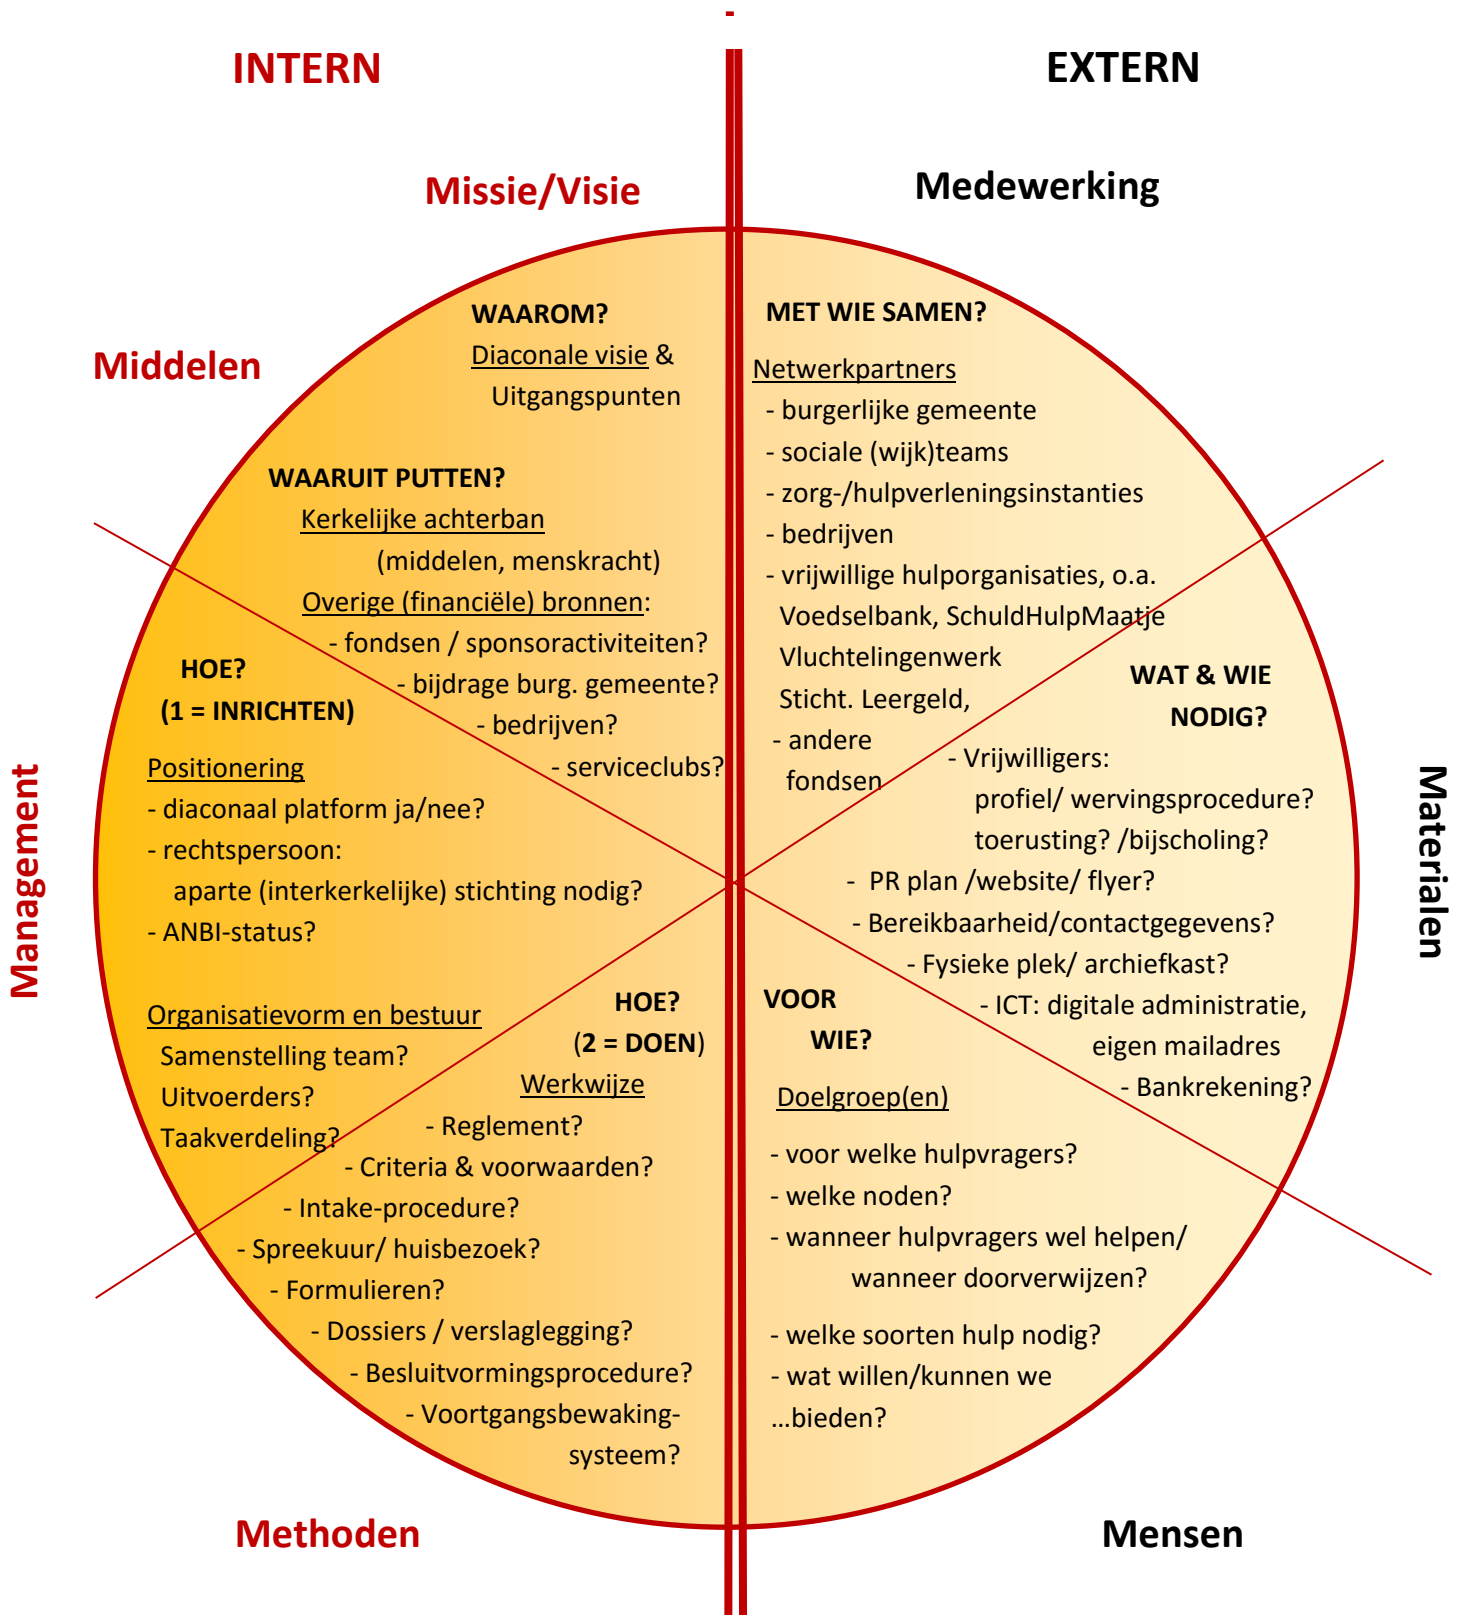 -
INTERN
EXTERN
Missie/Visie
Medewerking
Middelen
WAAROM?
Diaconale visie &
Uitgangspunten
WAARUIT PUTTEN?
Kerkelijke achterban
(middelen, menskracht)
Overige (financiële) bronnen:
- fondsen / sponsoractiviteiten?
- bijdrage burg. gemeente?
- bedrijven?
- serviceclubs?
MET WIE SAMEN?
Netwerkpartners
- burgerlijke gemeente
- sociale (wijk)teams
- zorg-/hulpverleningsinstanties
- bedrijven
- vrijwillige hulporganisaties, o.a.
Voedselbank, SchuldHulpMaatje
Vluchtelingenwerk
Sticht. Leergeld,
- andere
fondsen
Management
HOE?
(1 = INRICHTEN)
Positionering
- diaconaal platform ja/nee?
- rechtspersoon:
aparte (interkerkelijke) stichting nodig?
- ANBI-status?
Organisatievorm en bestuur
Samenstelling team?
Uitvoerders?
Taakverdeling?
Materialen
WAT & WIE
NODIG?
- Vrijwilligers:
profiel/ wervingsprocedure?
toerusting? /bijscholing?
- PR plan /website/ flyer?
- Bereikbaarheid/contactgegevens?
- Fysieke plek/ archiefkast?
- ICT: digitale administratie,
eigen mailadres
- Bankrekening?
HOE?
(2 = DOEN)
Werkwijze
- Reglement?
- Criteria & voorwaarden?
- Intake-procedure?
- Spreekuur/ huisbezoek?
- Formulieren?
- Dossiers / verslaglegging?
- Besluitvormingsprocedure?
- Voortgangsbewaking-
systeem?
VOOR
WIE?
Doelgroep(en)
- voor welke hulpvragers?
- welke noden?
- wanneer hulpvragers wel helpen/
wanneer doorverwijzen?
- welke soorten hulp nodig?
- wat willen/kunnen we
...bieden?
Methoden
Mensen